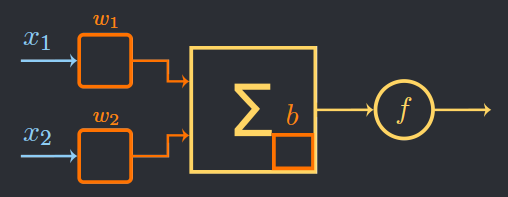 w₁
x₁
Σ
b
f
w₂
x₂